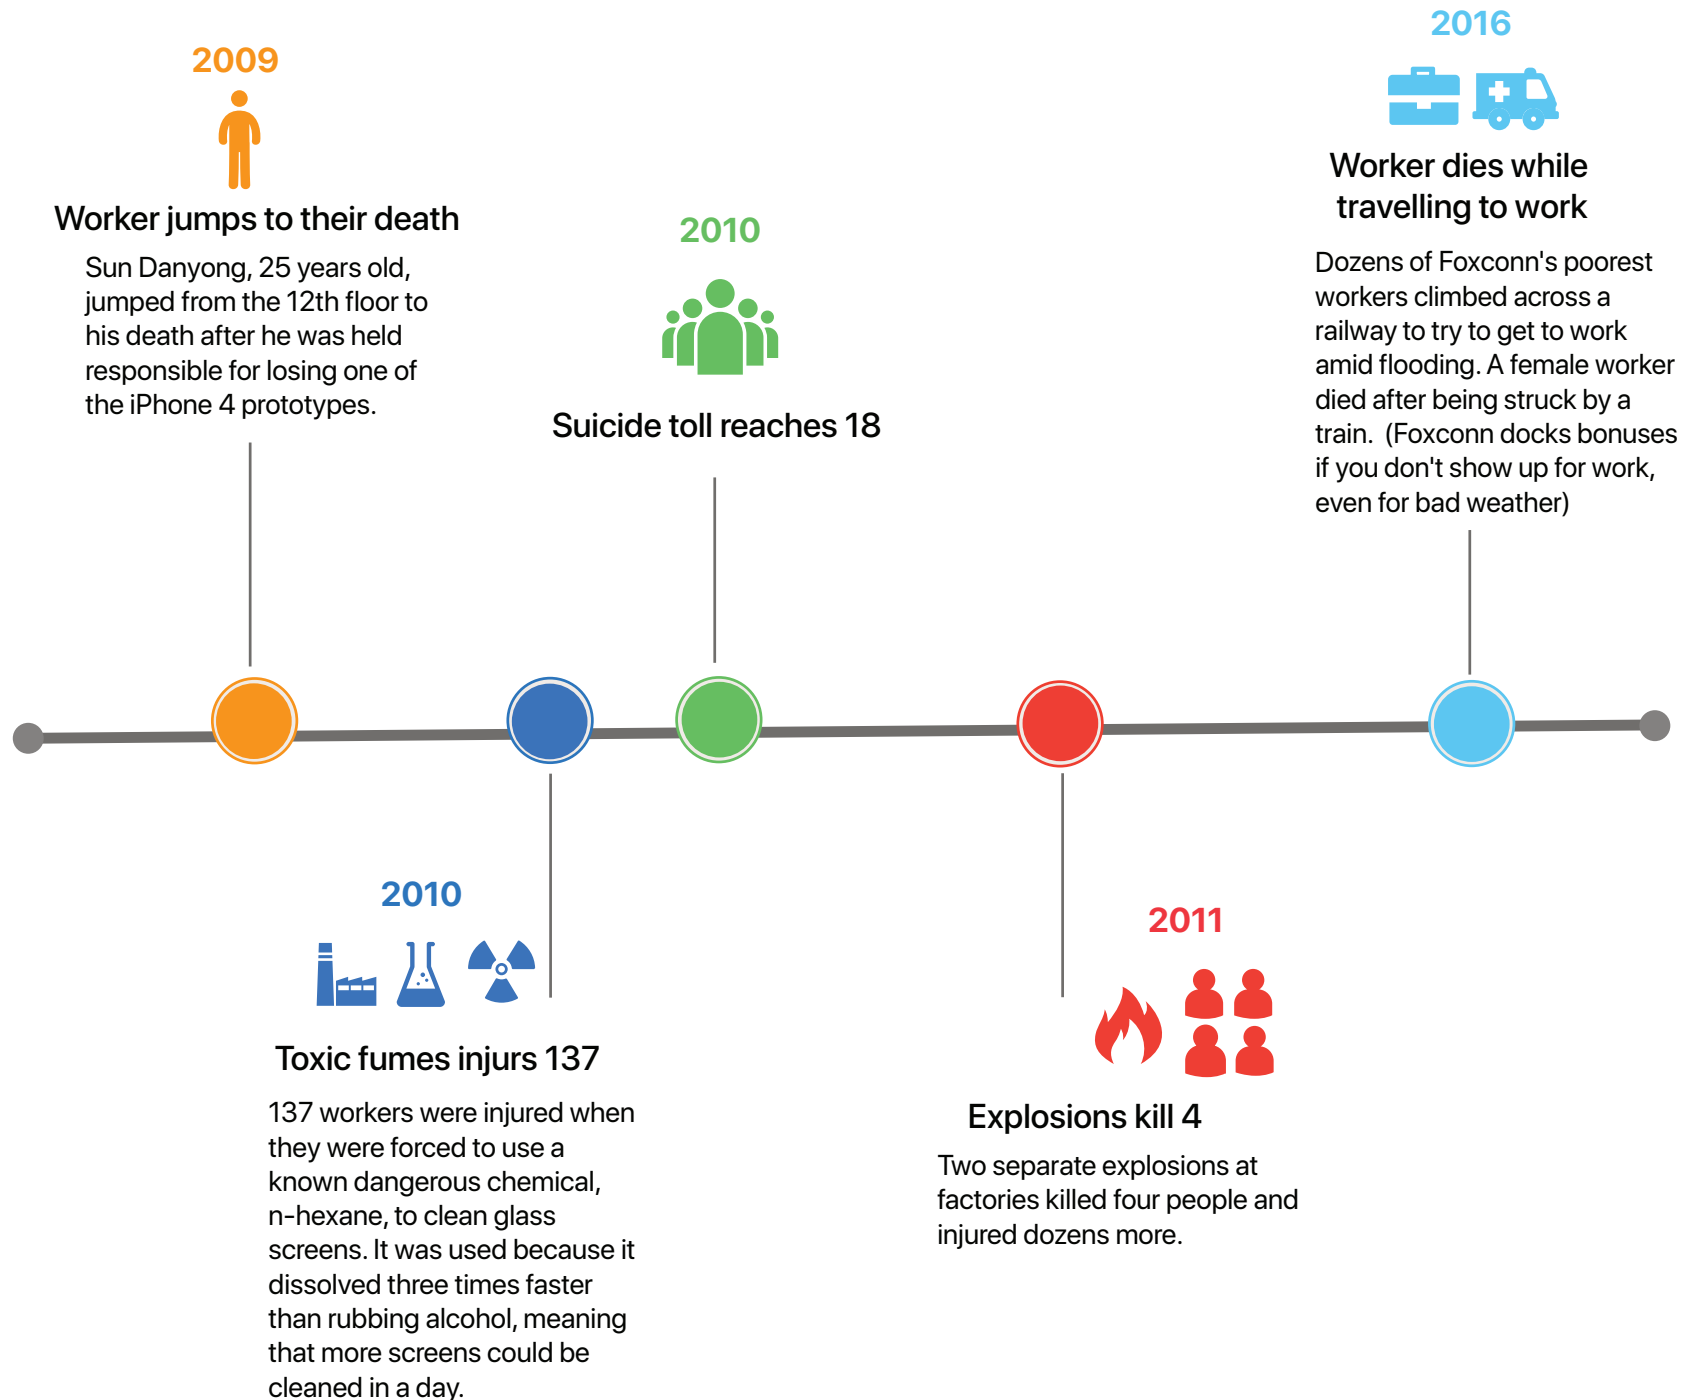 2009
Worker jumps to their death
Sun Danyong, 25 years old,
jumped from the 12th floor to
his death after he was held
responsible for losing one of
the iPhone 4 prototypes.
2010
Toxic fumes injurs 137
137 workers were injured when
they were forced to use a
known dangerous chemical,
n-hexane, to clean glass
screens. It was used because it
dissolved three times faster
than rubbing alcohol, meaning
that more screens could be
cleaned in a day.
2010
Suicide toll reaches 18
2011
Explosions kill 4
Two separate explosions at
factories killed four people and
injured dozens more.
2016
Worker dies while
travelling to work
Dozens of Foxconn's poorest
workers climbed across a
railway to try to get to work
amid flooding. A female worker
died after being struck by a
train.  (Foxconn docks bonuses
if you don't show up for work,
even for bad weather)